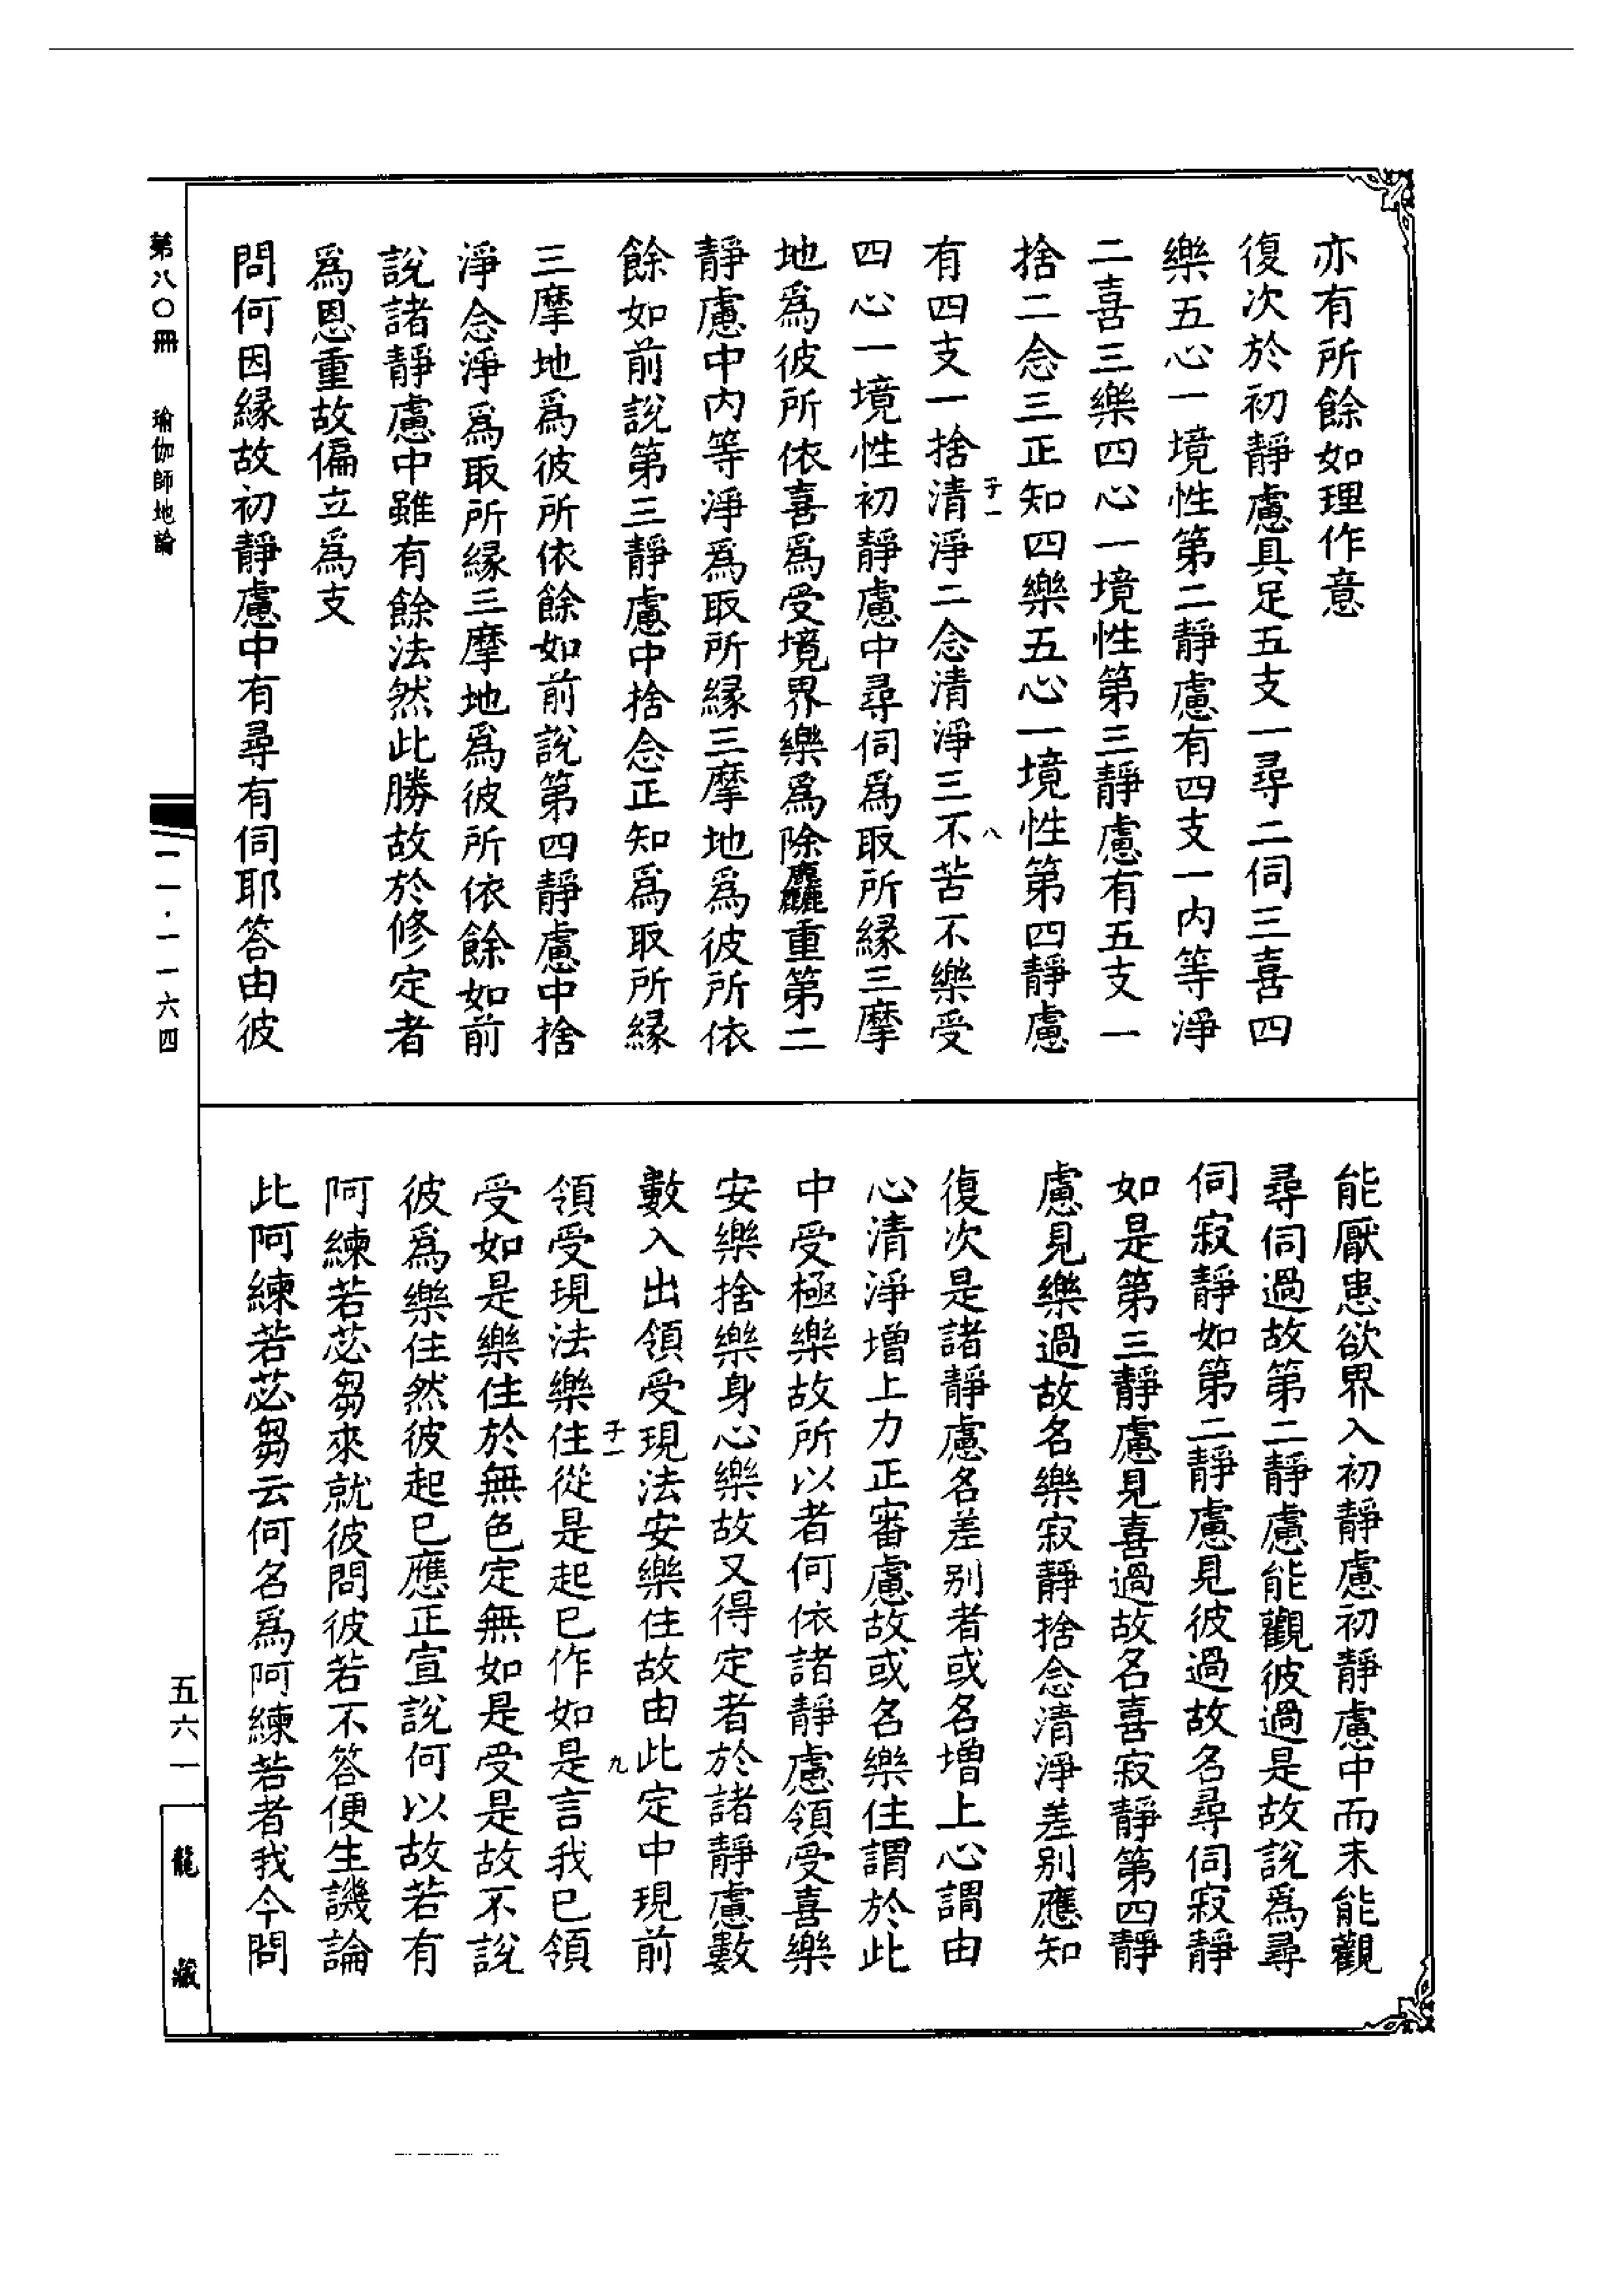 亦有所餘如理作意
復次於初靜慮具足五支一尋二伺三喜四
樂五心一境性第二靜慮有四支一內等淨
二喜三樂四心一境性第三靜慮有五支一
捨二念三正知四樂五心一境性第四靜慮
有四支一捨清淨二念清淨三不苦不樂受
子一
八
四心一境性初靜慮中尋伺爲取所緣三摩
地爲彼所依喜爲受境界樂爲除麤重第二
靜慮中內等淨爲取所緣三摩地爲彼所依
餘如前說第三靜慮中捨念正知爲取所緣
三摩地爲彼所依餘如前說第四靜慮中捨
淨念淨爲取所緣三摩地爲彼所依餘如前
說諸靜慮中雖有餘法然此勝故於修定者
爲恩重故偏立爲支
問何因緣故初靜慮中有尋有伺耶答由彼
能厭患欲界入初靜慮初靜慮中而未能觀
尋伺過故第二靜慮能觀彼過是故說爲尋
伺寂靜如第二靜慮見彼過故名尋伺寂靜
如是第三靜慮見喜過故名喜寂靜第四靜
慮見樂過故名樂寂靜捨念清淨差別應知
復次是諸靜慮名差別者或名增上心謂由
心清淨增上力正審慮故或名樂住謂於此
中受極樂故所以者何依諸靜慮領受喜樂
安樂捨樂身心樂故又得定者於諸靜慮數
數入出領受現法安樂住故由此定中現前
子一
九
領受現法樂住從是起已作如是言我已領
受如是樂住於無色定無如是受是故不說
彼爲樂住然彼起已應正宣說何以故若有
阿練若苾芻來就彼問彼若不答便生譏論
此阿練若苾芻云何名爲阿練若者我今問
第八〇冊　瑜伽師地論
一一·一一六四
五六一
龍藏